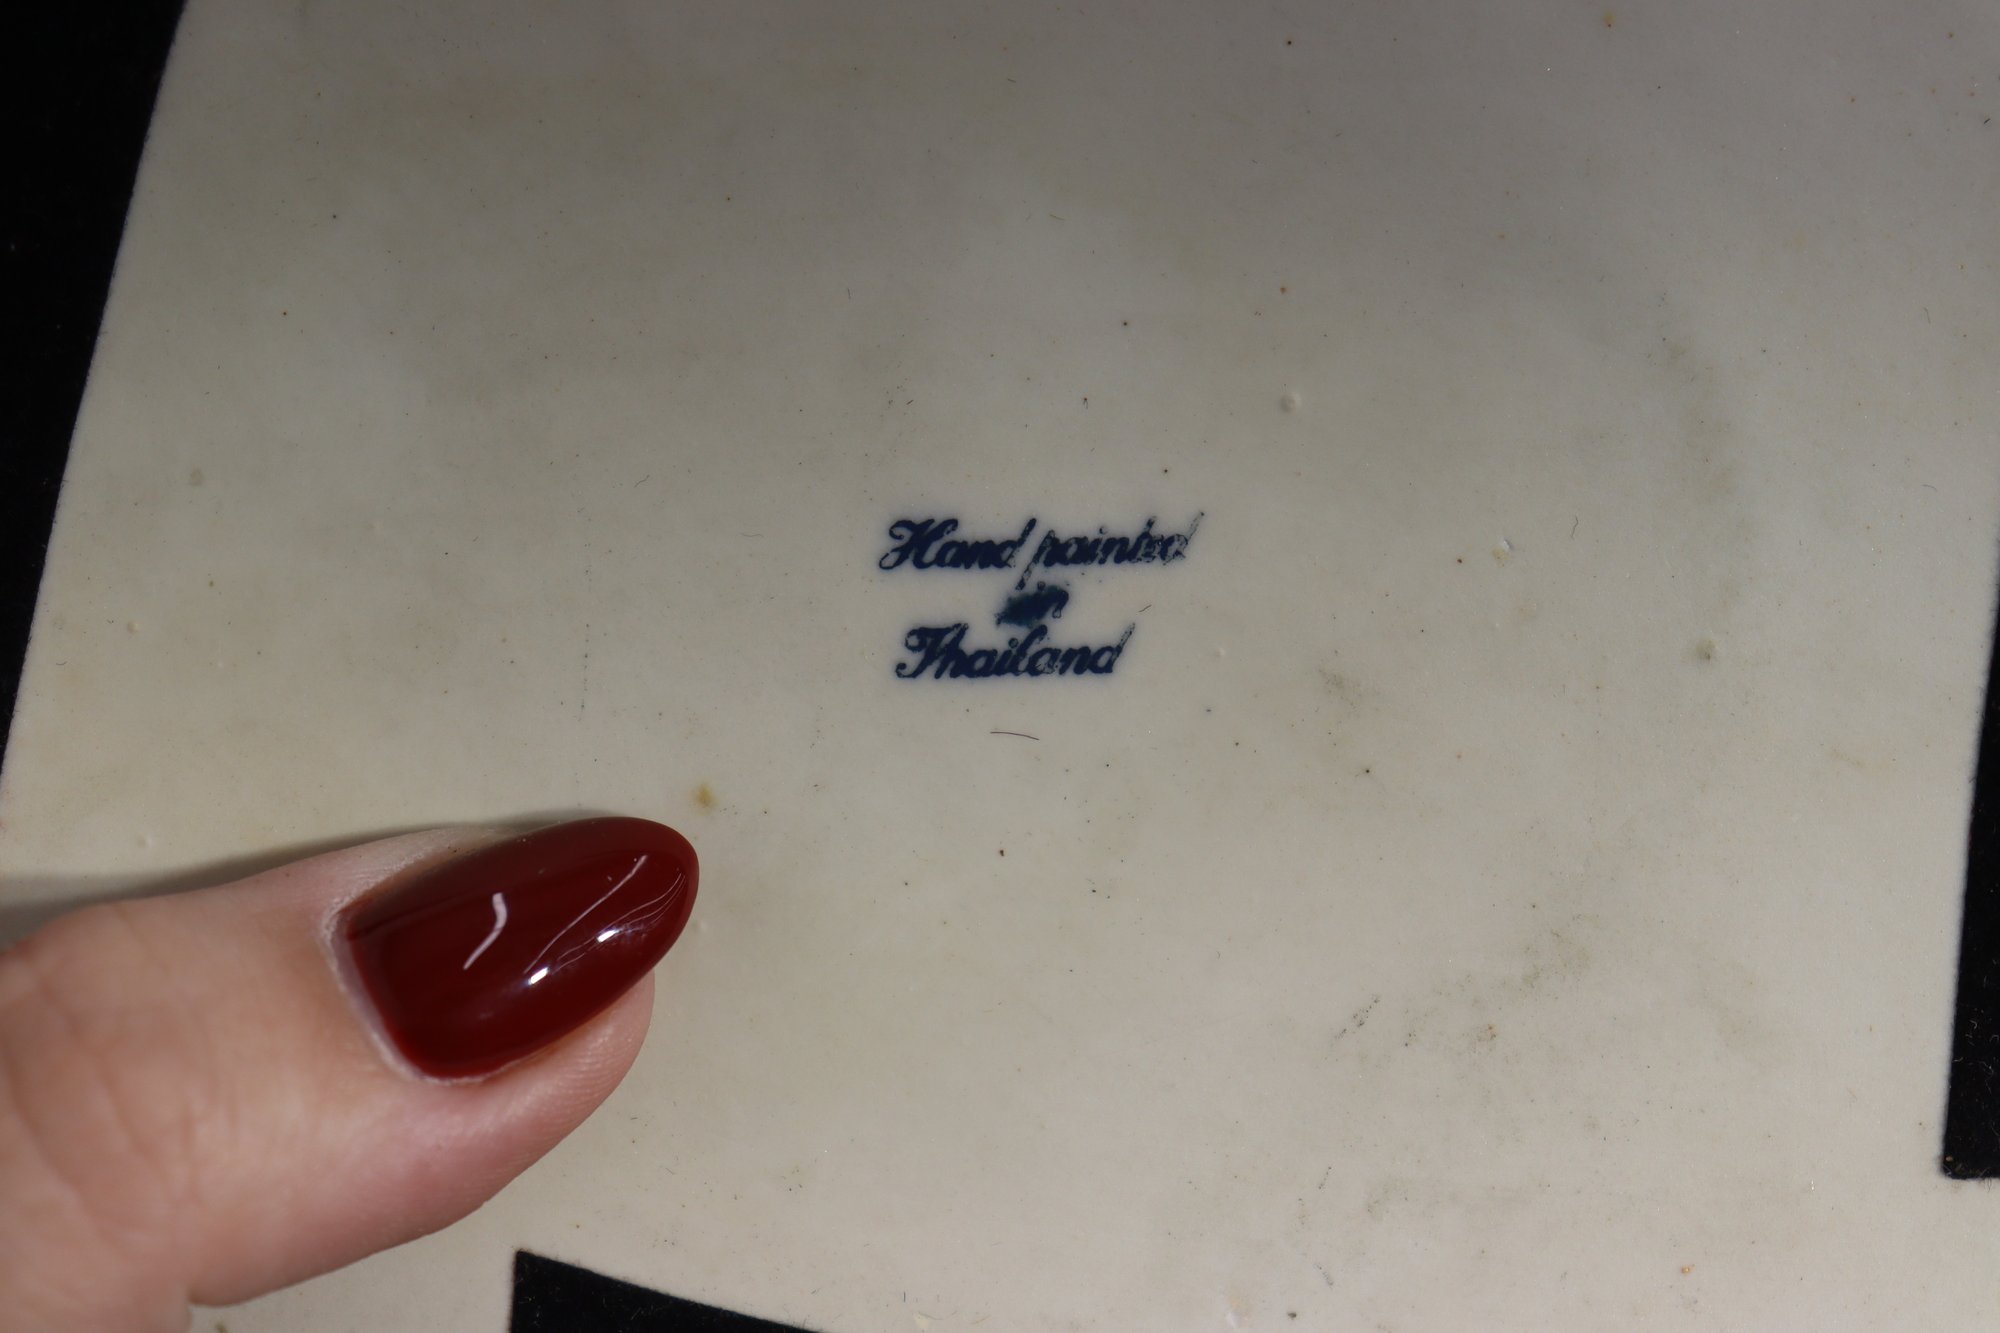 Hand painted
in
Thailand